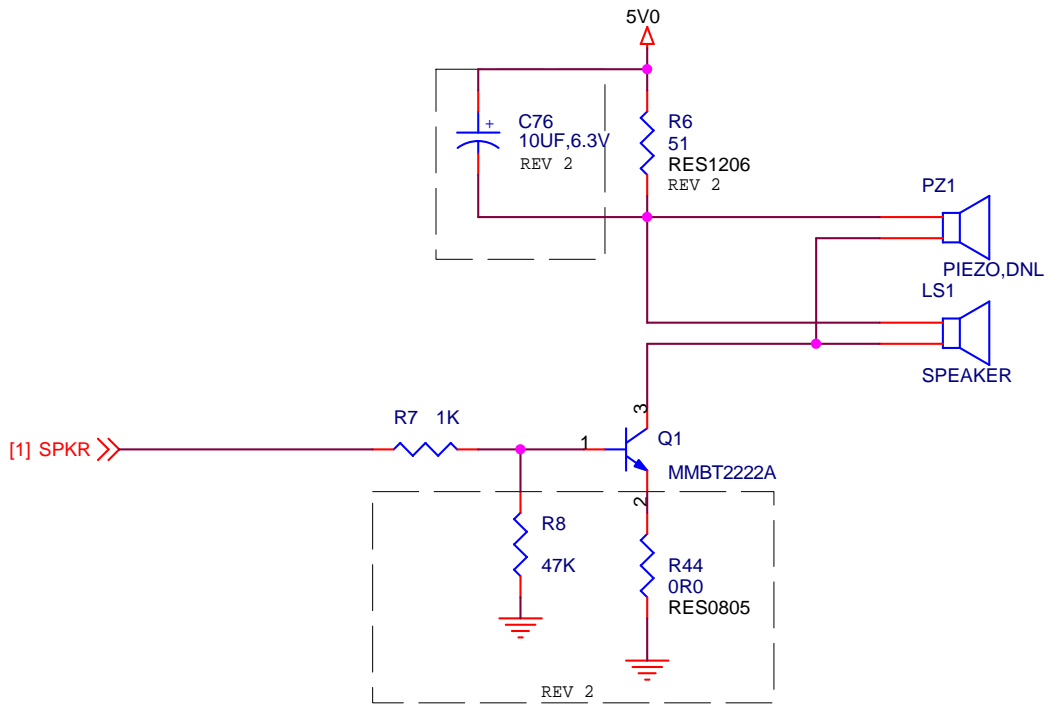 5V0
C76
10UF,6.3V
REV 2
R6
51
RES1206
REV 2
PZ1
PIEZO,DNL
LS1
SPEAKER
R7 1K
[1] SPKR
1
3
Q1
MMBT2222A
2
R8
47K
R44
0R0
RES0805
REV 2